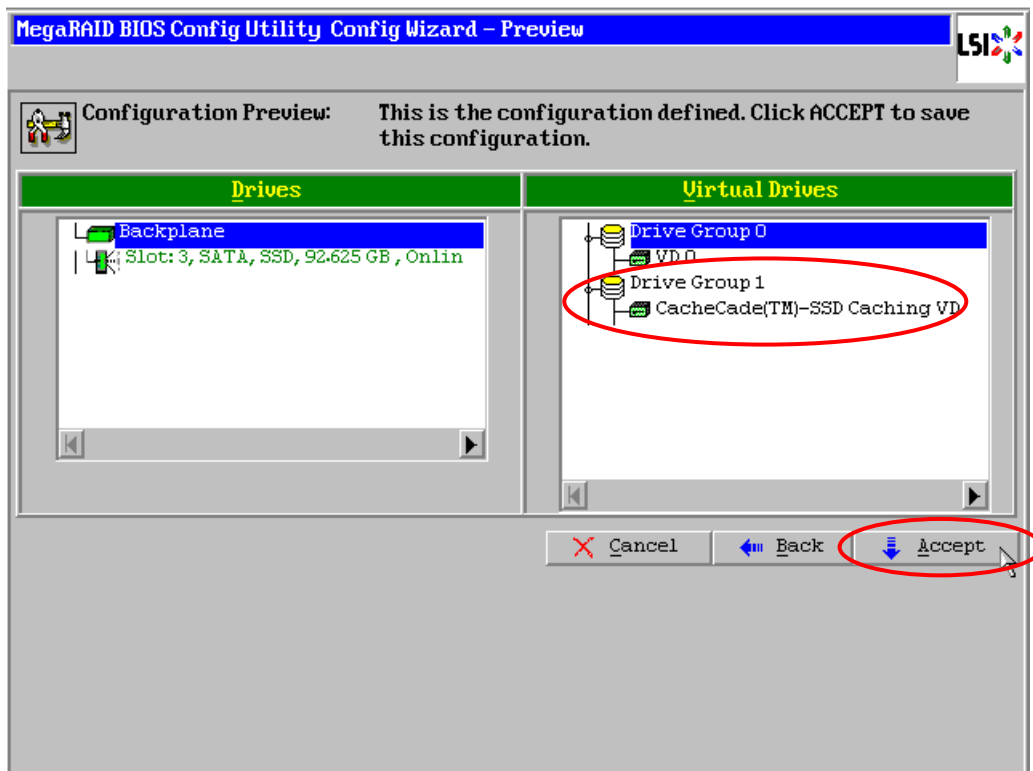 MegaRAID BIOS Config Utility Config Wizard – Preview
LSI
Configuration Preview: This is the configuration defined. Click ACCEPT to save
this configuration.
Drives
Virtual Drives
Backplane
Slot: 3, SATA, SSD, 92.625 GB , Onlin
Drive Group 0
VD 0
Drive Group 1
CacheCade(TM)–SSD Caching VD
Cancel
Back
Accept